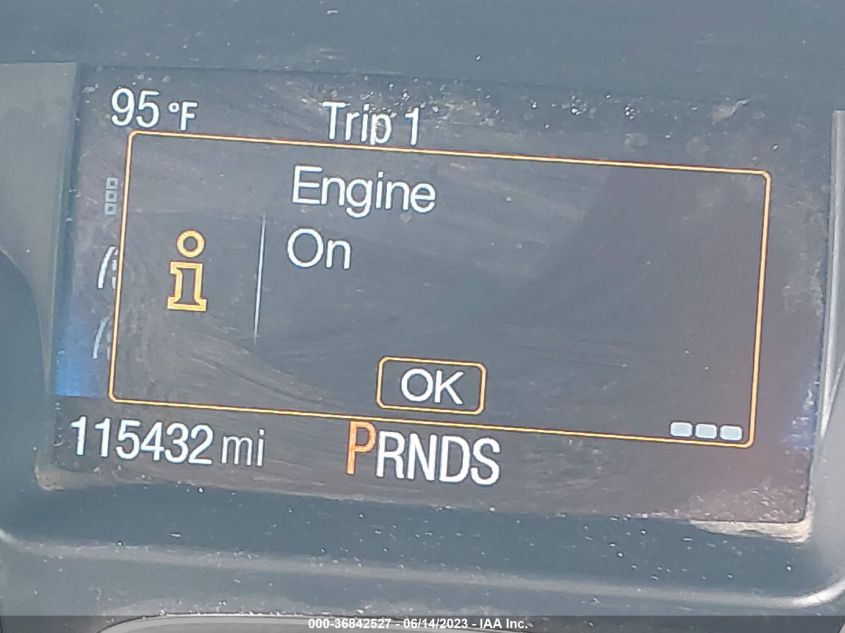 95 °F
Trip 1
Engine
On
OK
115432 mi
PRNDS
000-36842527 - 06/14/2023 - IAA Inc.